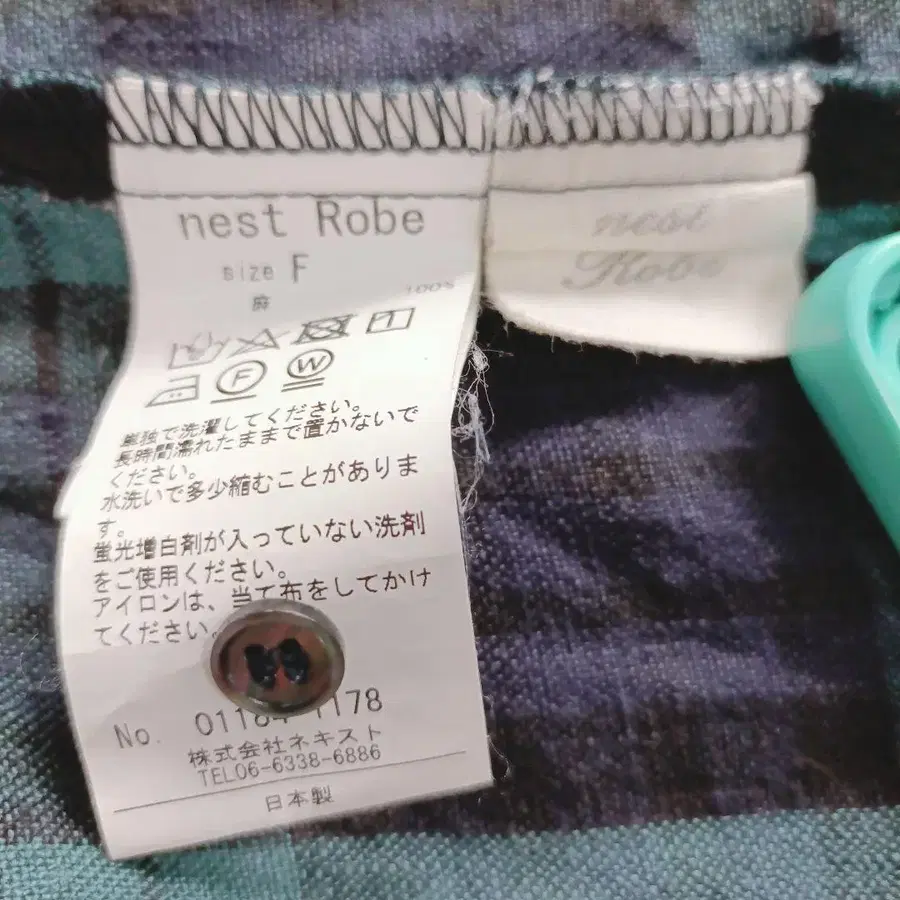 nest Robe
size F
麻 100%
F W
単独で洗濯してください。
長時間濡れたままで置かないで
ください。
水洗いで多少縮むことがありま
す。
蛍光増白剤が入っていない洗剤
をご使用ください。
アイロンは、当て布をしてかけ
てください。
No. 01184-1178
株式会社ネキスト
TEL06-6338-6886
日本製
nest
Robe